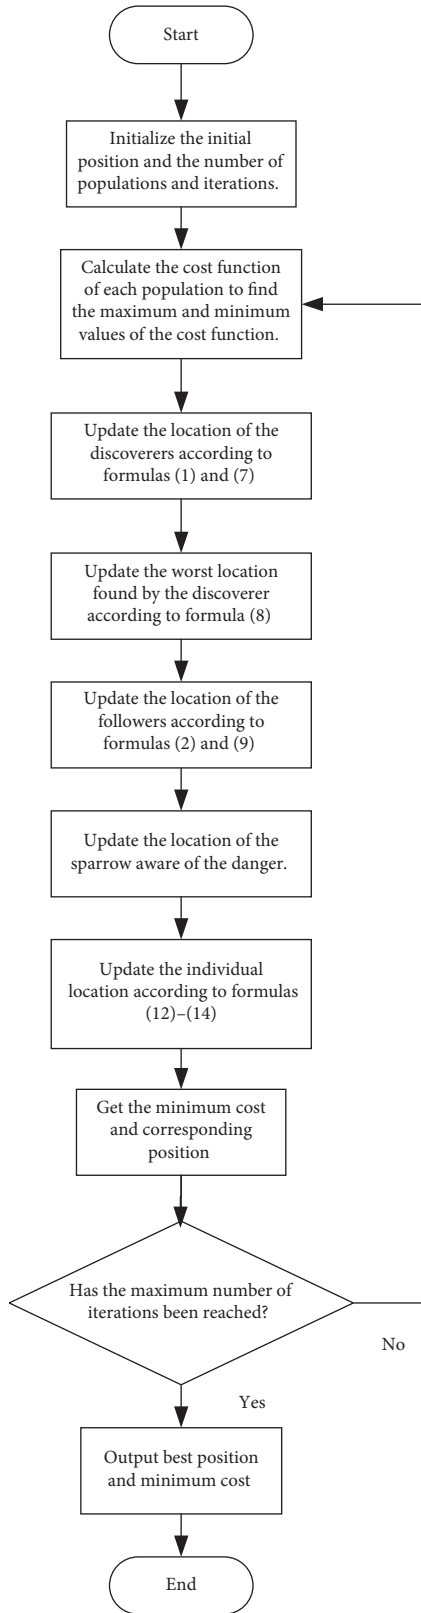 Start
Initialize the initial
position and the number of
populations and iterations.
Calculate the cost function
of each population to find
the maximum and minimum
values of the cost function.
Update the location of the
discoverers according to
formulas (1) and (7)
Update the worst location
found by the discoverer
according to formula (8)
Update the location of the
followers according to
formulas (2) and (9)
Update the location of the
sparrow aware of the danger.
Update the individual
location according to formulas
(12)–(14)
Get the minimum cost
and corresponding
position
Has the maximum number of
iterations been reached?
No
Yes
Output best position
and minimum cost
End